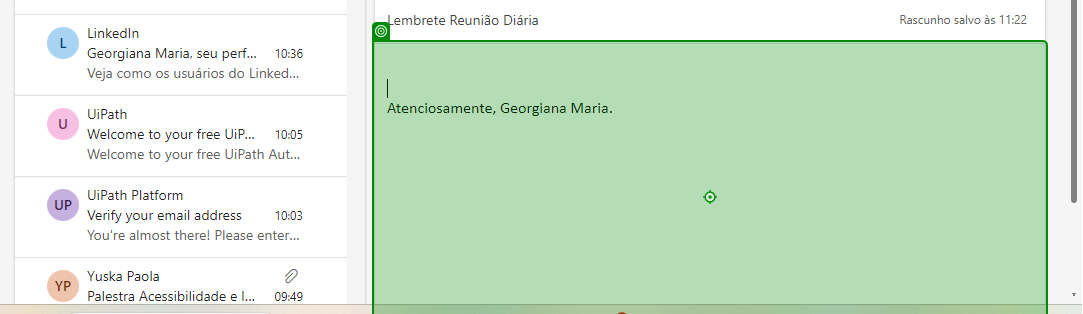 L
LinkedIn
Georgiana Maria, seu perf... 10:36
Veja como os usuários do Linked...
U
UiPath
Welcome to your free UiP... 10:05
Welcome to your free UiPath Aut...
UP
UiPath Platform
Verify your email address 10:03
You're almost there! Please enter...
YP
Yuska Paola
Palestra Acessibilidade e I... 09:49
Lembrete Reunião Diária Rascunho salvo às 11:22
Atenciosamente, Georgiana Maria.